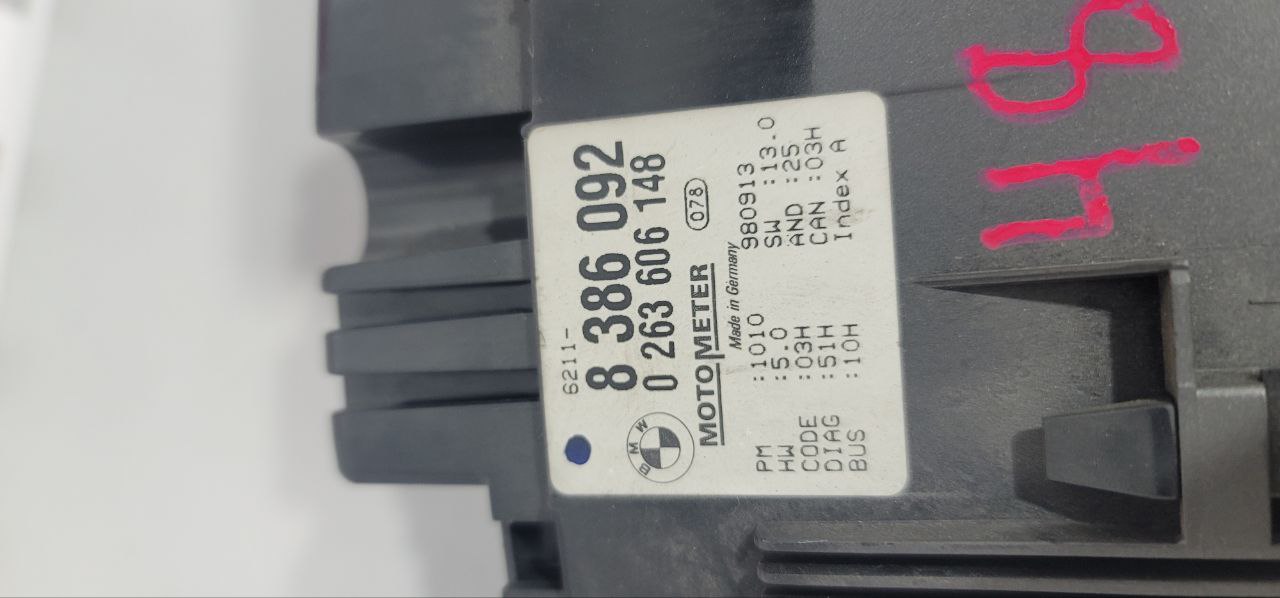 6211-
8 386 092
0 263 606 148
BMW
MOTOMETER
078
Made in Germany
PM :1010 980913
HW :5.0 SW :13.0
CODE :03H AND :25
DIAG :51H CAN :03H
BUS :10H Index A
48